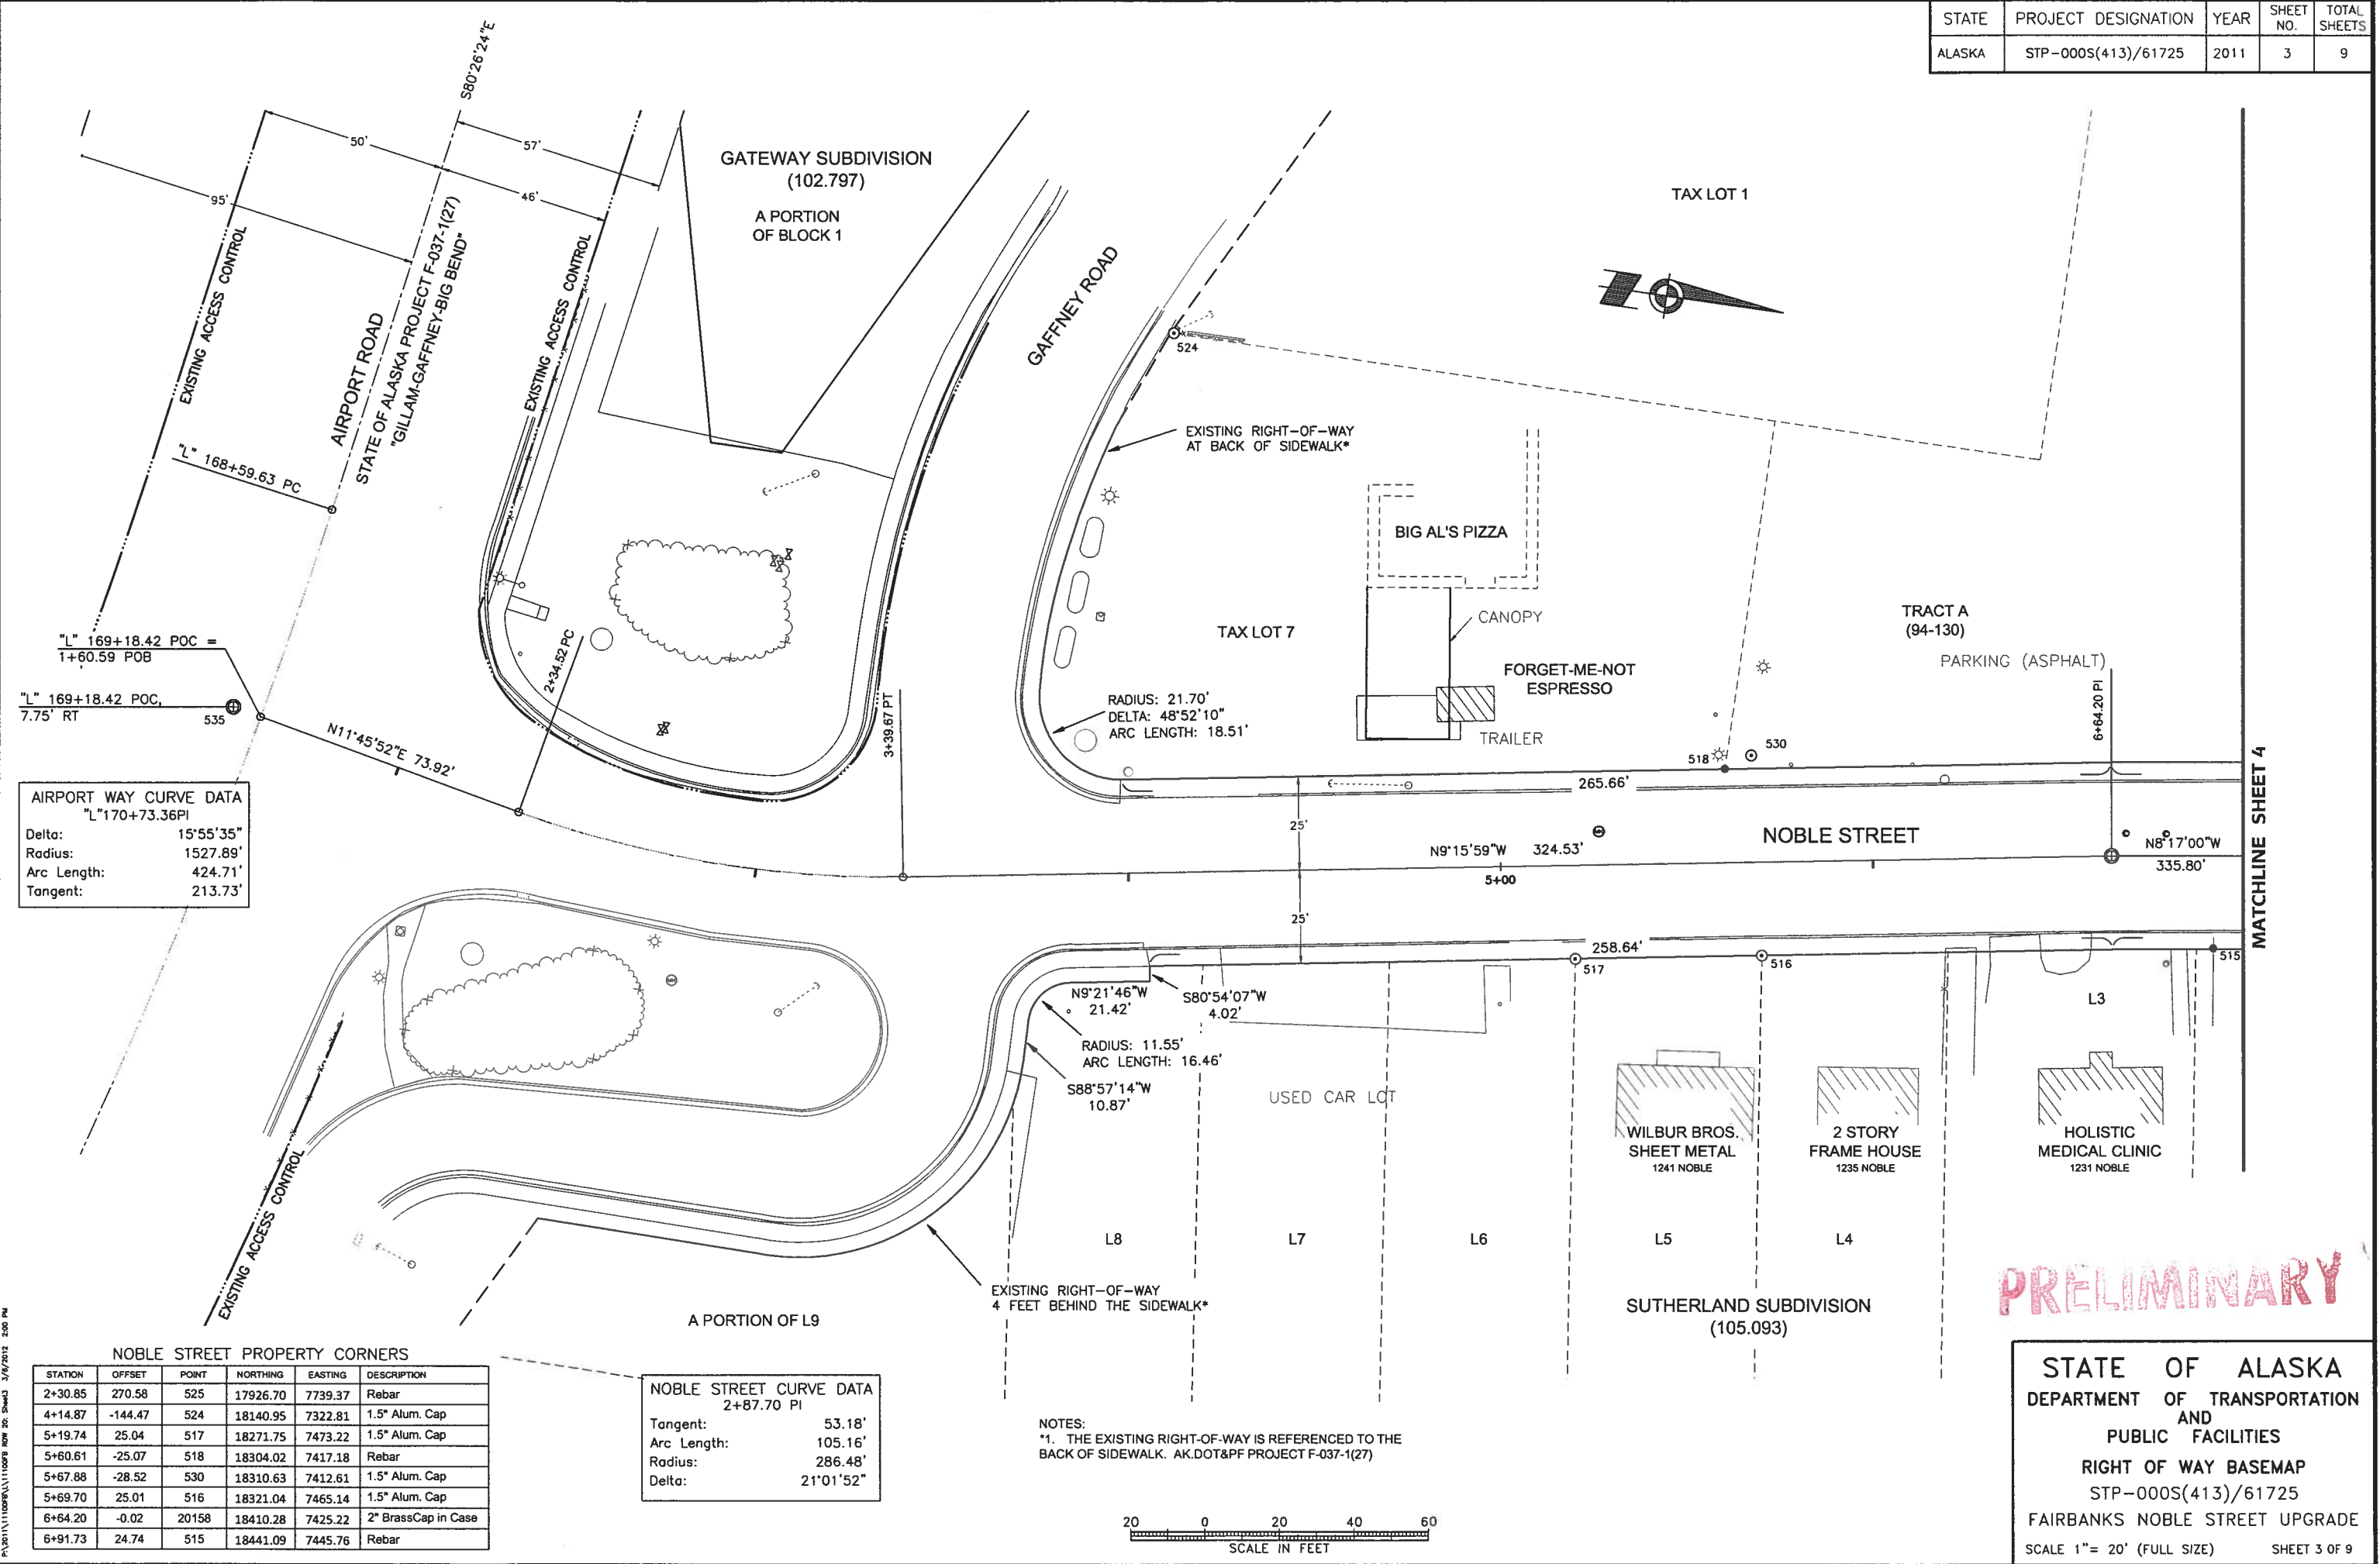 STATE PROJECT DESIGNATION YEAR SHEET NO. TOTAL SHEETS
ALASKA STP-000S(413)/61725 2011 3 9
S80°26'24"E
50'
57'
95'
46'
GATEWAY SUBDIVISION
(102.797)
A PORTION
OF BLOCK 1
TAX LOT 1
EXISTING ACCESS CONTROL
AIRPORT ROAD
STATE OF ALASKA PROJECT F-037-1(27)
"GILLAM-GAFFNEY-BIG BEND"
EXISTING ACCESS CONTROL
GAFFNEY ROAD
524
EXISTING RIGHT-OF-WAY
AT BACK OF SIDEWALK*
"L" 168+59.63 PC
BIG AL'S PIZZA
CANOPY
TAX LOT 7
FORGET-ME-NOT
ESPRESSO
TRAILER
TRACT A
(94-130)
PARKING (ASPHALT)
"L" 169+18.42 POC =
1+60.59 POB
"L" 169+18.42 POC,
7.75' RT
535
N11°45'52"E 73.92'
2+34.52 PC
3+39.67 PT
RADIUS: 21.70'
DELTA: 48°52'10"
ARC LENGTH: 18.51'
518
530
6+64.20 PI
265.66'
25'
NOBLE STREET
N9°15'59"W 324.53'
5+00
N8°17'00"W
335.80'
MATCHLINE SHEET 4
AIRPORT WAY CURVE DATA
"L"170+73.36PI
Delta: 15°55'35"
Radius: 1527.89'
Arc Length: 424.71'
Tangent: 213.73'
25'
258.64'
517
516
515
N9°21'46"W
21.42'
S80°54'07"W
4.02'
RADIUS: 11.55'
ARC LENGTH: 16.46'
S88°57'14"W
10.87'
USED CAR LOT
L3
WILBUR BROS.
SHEET METAL
1241 NOBLE
2 STORY
FRAME HOUSE
1235 NOBLE
HOLISTIC
MEDICAL CLINIC
1231 NOBLE
EXISTING ACCESS CONTROL
L8
L7
L6
L5
L4
EXISTING RIGHT-OF-WAY
4 FEET BEHIND THE SIDEWALK*
A PORTION OF L9
SUTHERLAND SUBDIVISION
(105.093)
PRELIMINARY
NOBLE STREET PROPERTY CORNERS
STATION OFFSET POINT NORTHING EASTING DESCRIPTION
2+30.85 270.58 525 17926.70 7739.37 Rebar
4+14.87 -144.47 524 18140.95 7322.81 1.5" Alum. Cap
5+19.74 25.04 517 18271.75 7473.22 1.5" Alum. Cap
5+60.61 -25.07 518 18304.02 7417.18 Rebar
5+67.88 -28.52 530 18310.63 7412.61 1.5" Alum. Cap
5+69.70 25.01 516 18321.04 7465.14 1.5" Alum. Cap
6+64.20 -0.02 20158 18410.28 7425.22 2" BrassCap in Case
6+91.73 24.74 515 18441.09 7445.76 Rebar
NOBLE STREET CURVE DATA
2+87.70 PI
Tangent: 53.18'
Arc Length: 105.16'
Radius: 286.48'
Delta: 21°01'52"
NOTES:
*1. THE EXISTING RIGHT-OF-WAY IS REFERENCED TO THE
BACK OF SIDEWALK. AK.DOT&PF PROJECT F-037-1(27)
20 0 20 40 60
SCALE IN FEET
STATE OF ALASKA
DEPARTMENT OF TRANSPORTATION
AND
PUBLIC FACILITIES
RIGHT OF WAY BASEMAP
STP-000S(413)/61725
FAIRBANKS NOBLE STREET UPGRADE
SCALE 1"= 20' (FULL SIZE) SHEET 3 OF 9
3/6/2012 2:00 PM